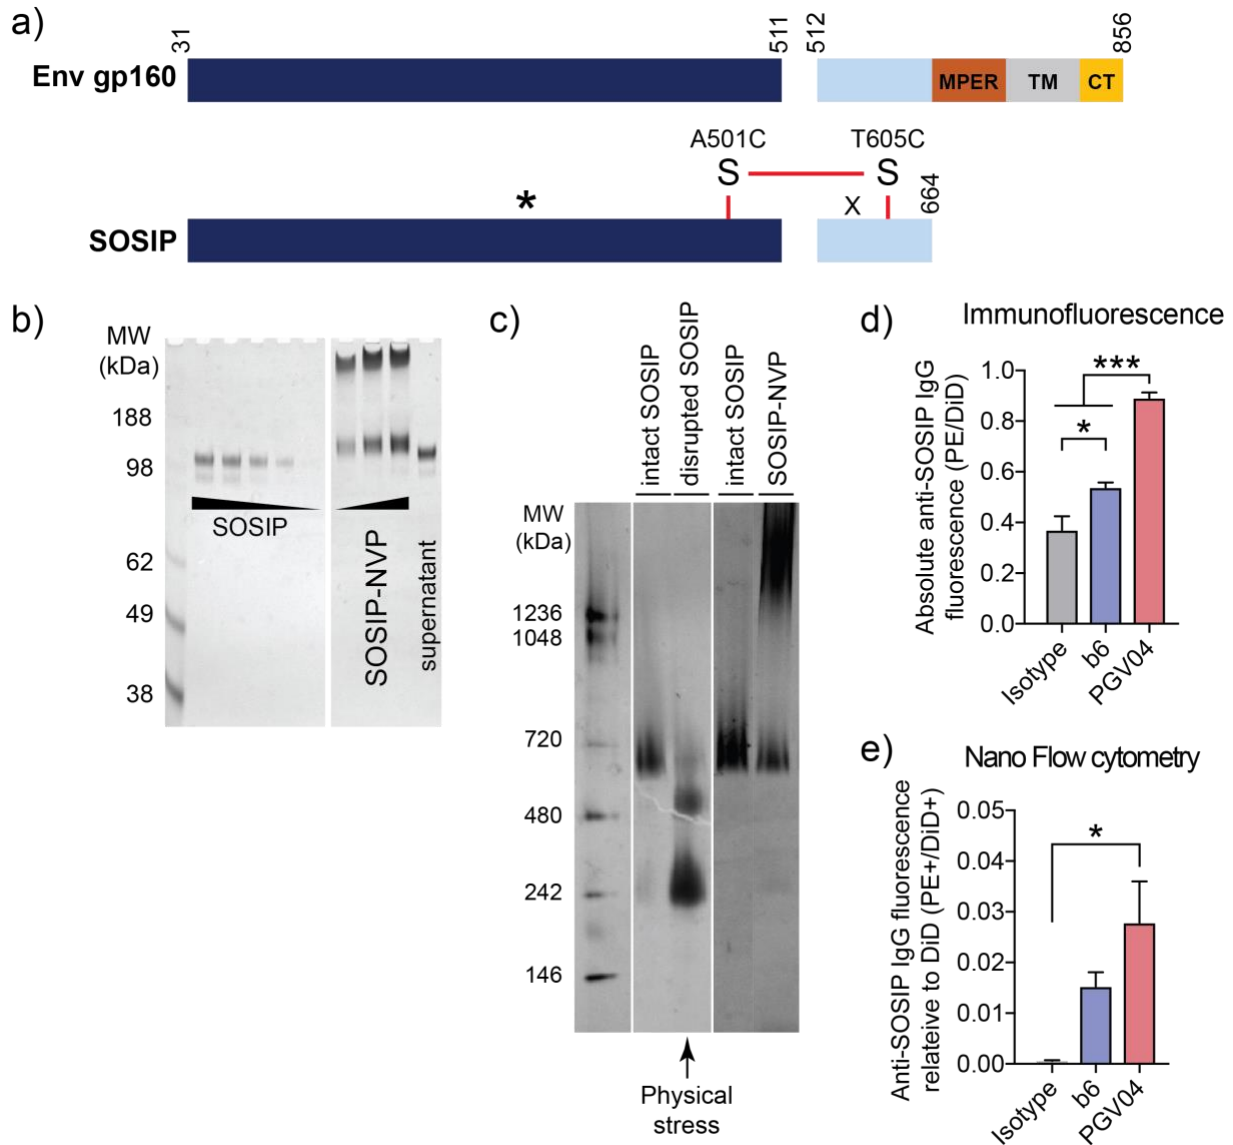 a)
31
511
512
856
Env gp160
MPER
TM
CT
A501C
T605C
S
S
*
X
664
SOSIP
b)
MW
(kDa)
188
98
62
49
38
SOSIP
SOSIP-NVP
supernatant
c)
intact SOSIP
disrupted SOSIP
intact SOSIP
SOSIP-NVP
MW
(kDa)
1236
1048
720
480
242
146
Physical
stress
d)
Immunofluorescence
Absolute anti-SOSIP IgG
fluorescence (PE/DiD)
1.0
0.8
0.6
0.4
0.2
0.0
***
*
Isotype
b6
PGV04
e)
Nano Flow cytometry
Anti-SOSIP IgG fluorescence
relateive to DiD (PE+/DiD+)
0.05
0.04
0.03
0.02
0.01
0.00
*
Isotype
b6
PGV04